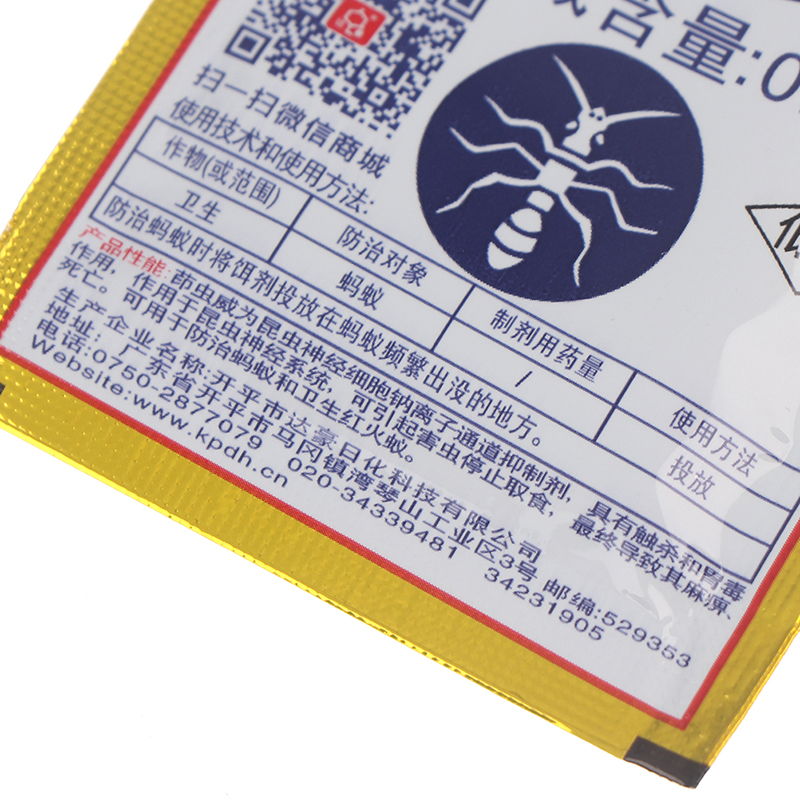 含量:0
扫一扫微信商城
使用技术和使用方法:
作物(或范围) 防治对象 制剂用药量 使用方法
卫生 蚂蚁 / 投放
防治蚂蚁时将饵剂投放在蚂蚁频繁出没的地方。
产品性能:茚虫威为昆虫神经细胞钠离子通道抑制剂,具有触杀和胃毒
作用,作用于昆虫神经系统,可引起害虫停止取食,最终导致其麻痹、
死亡。可用于防治蚂蚁和卫生红火蚁。
生产企业名称:开平市达豪日化科技有限公司
地址:广东省开平市马冈镇湾琴山工业区3号 邮编:529353
电话:0750-2877079 020-34339481 34231905
Website:www.kpdh.cn